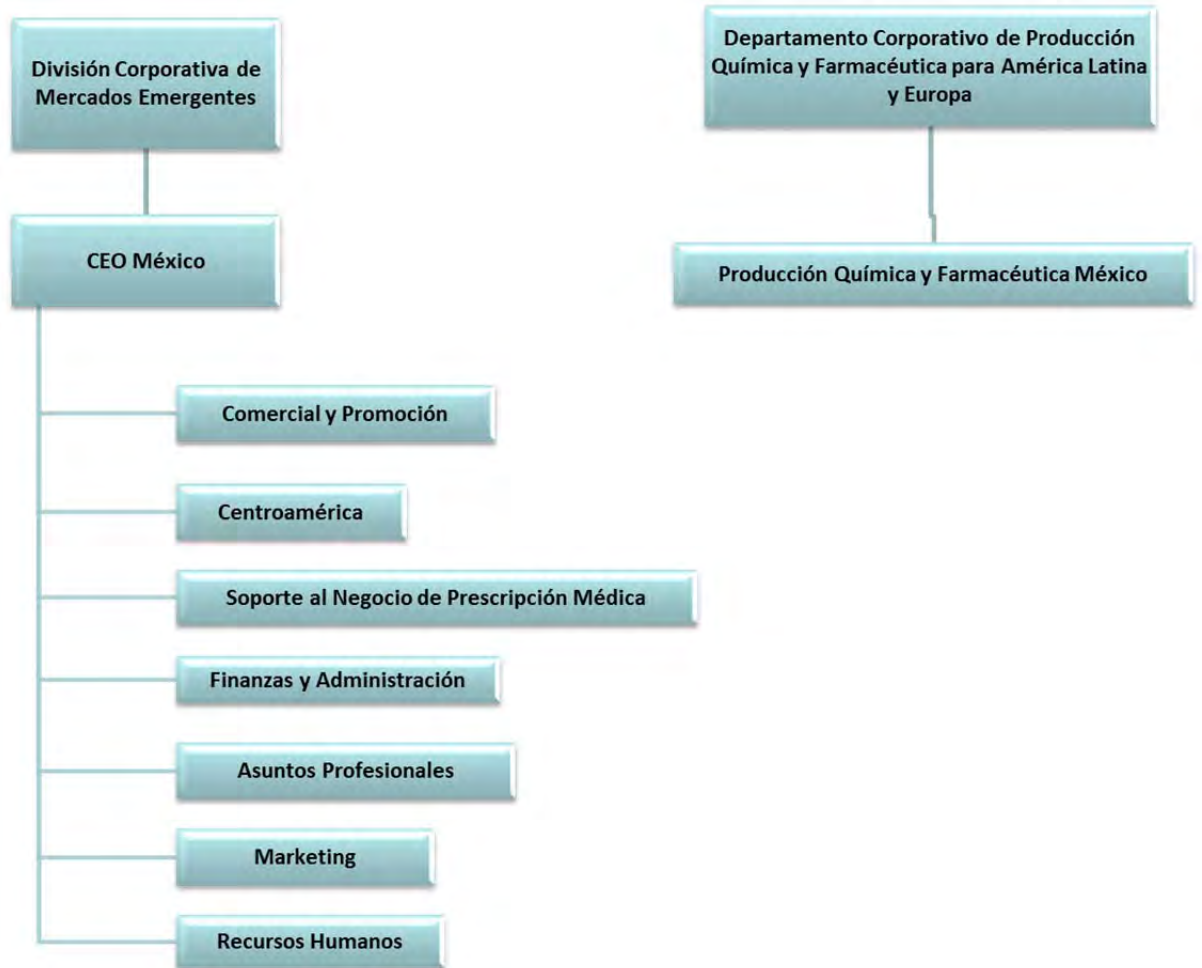 División Corporativa de
Mercados Emergentes
Departamento Corporativo de Producción
Química y Farmacéutica para América Latina
y Europa
CEO México
Producción Química y Farmacéutica México
Comercial y Promoción
Centroamérica
Soporte al Negocio de Prescripción Médica
Finanzas y Administración
Asuntos Profesionales
Marketing
Recursos Humanos